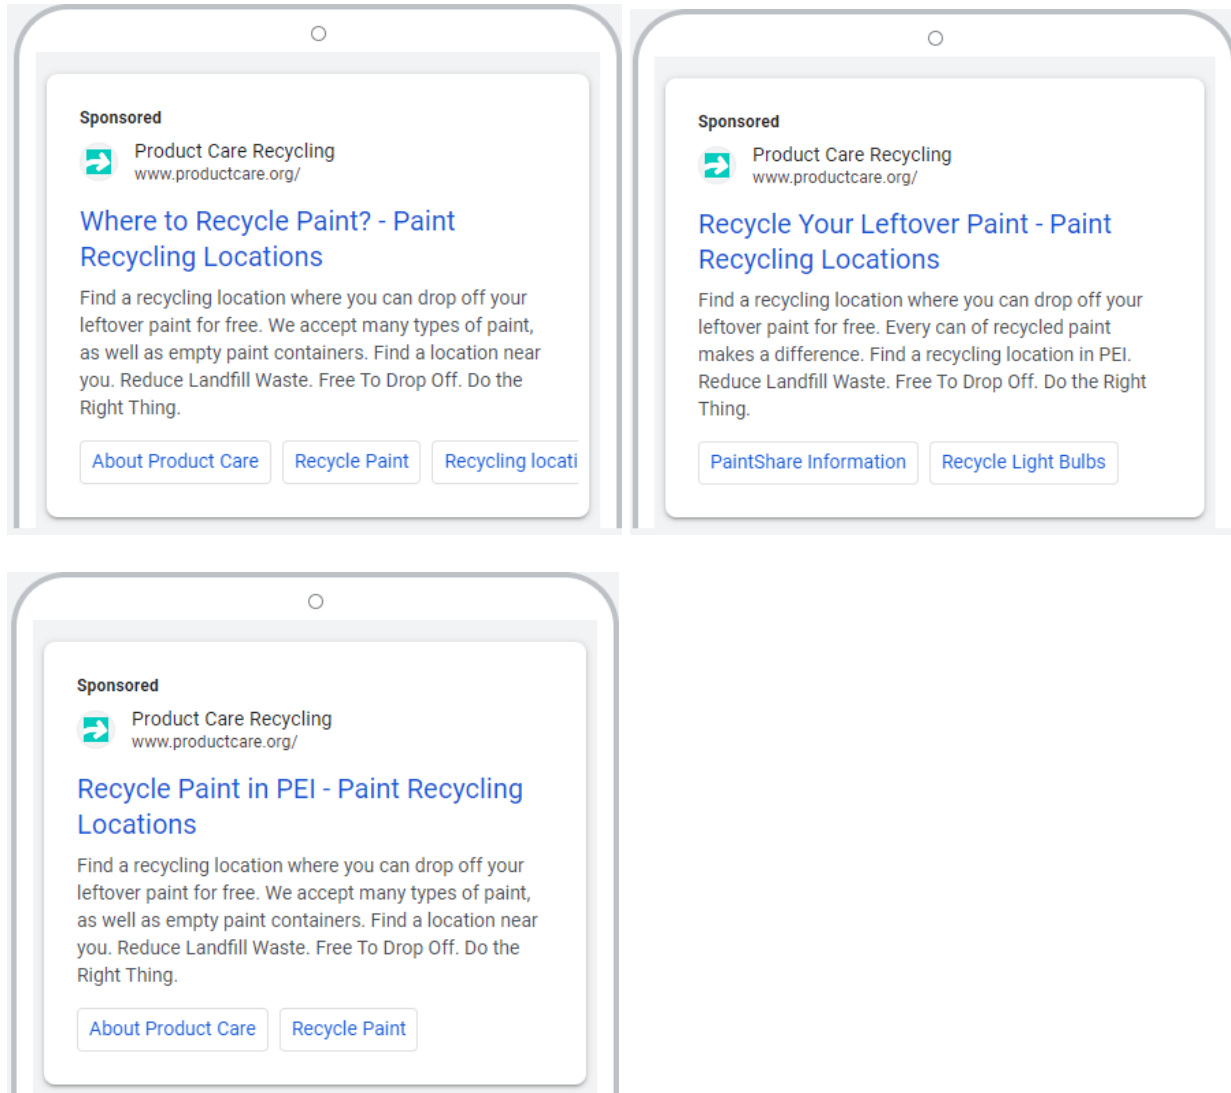 Sponsored
Product Care Recycling
www.productcare.org/
Where to Recycle Paint? - Paint
Recycling Locations
Find a recycling location where you can drop off your
leftover paint for free. We accept many types of paint,
as well as empty paint containers. Find a location near
you. Reduce Landfill Waste. Free To Drop Off. Do the
Right Thing.
About Product Care Recycle Paint Recycling locati
Sponsored
Product Care Recycling
www.productcare.org/
Recycle Your Leftover Paint - Paint
Recycling Locations
Find a recycling location where you can drop off your
leftover paint for free. Every can of recycled paint
makes a difference. Find a recycling location in PEI.
Reduce Landfill Waste. Free To Drop Off. Do the Right
Thing.
PaintShare Information Recycle Light Bulbs
Sponsored
Product Care Recycling
www.productcare.org/
Recycle Paint in PEI - Paint Recycling
Locations
Find a recycling location where you can drop off your
leftover paint for free. We accept many types of paint,
as well as empty paint containers. Find a location near
you. Reduce Landfill Waste. Free To Drop Off. Do the
Right Thing.
About Product Care Recycle Paint